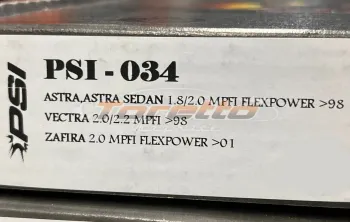 PSI
PSI - 034
Toretto
ASTRA,ASTRA SEDAN 1.8/2.0 MPFI FLEXPOWER >98
VECTRA 2.0/2.2 MPFI >98
ZAFIRA 2.0 MPFI FLEXPOWER >01